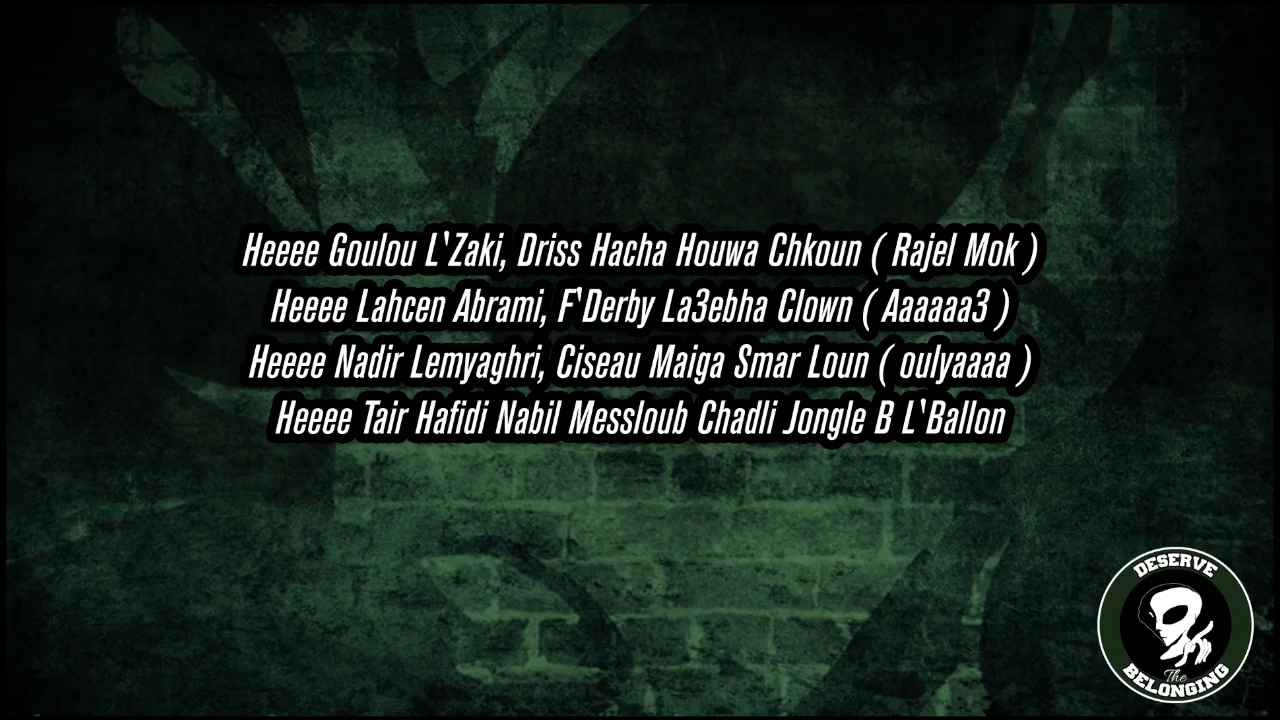 Heeee Goulou L'Zaki, Driss Hacha Houwa Chkoun ( Rajel Mok )
Heeee Lahcen Abrami, F'Derby La3ebha Clown ( Aaaaaa3 )
Heeee Nadir Lemyaghri, Ciseau Maiga Smar Loun ( oulyaaaa )
Heeee Tair Hafidi Nabil Messloub Chadli Jongle B L'Ballon
DESERVE
The
BELONGING